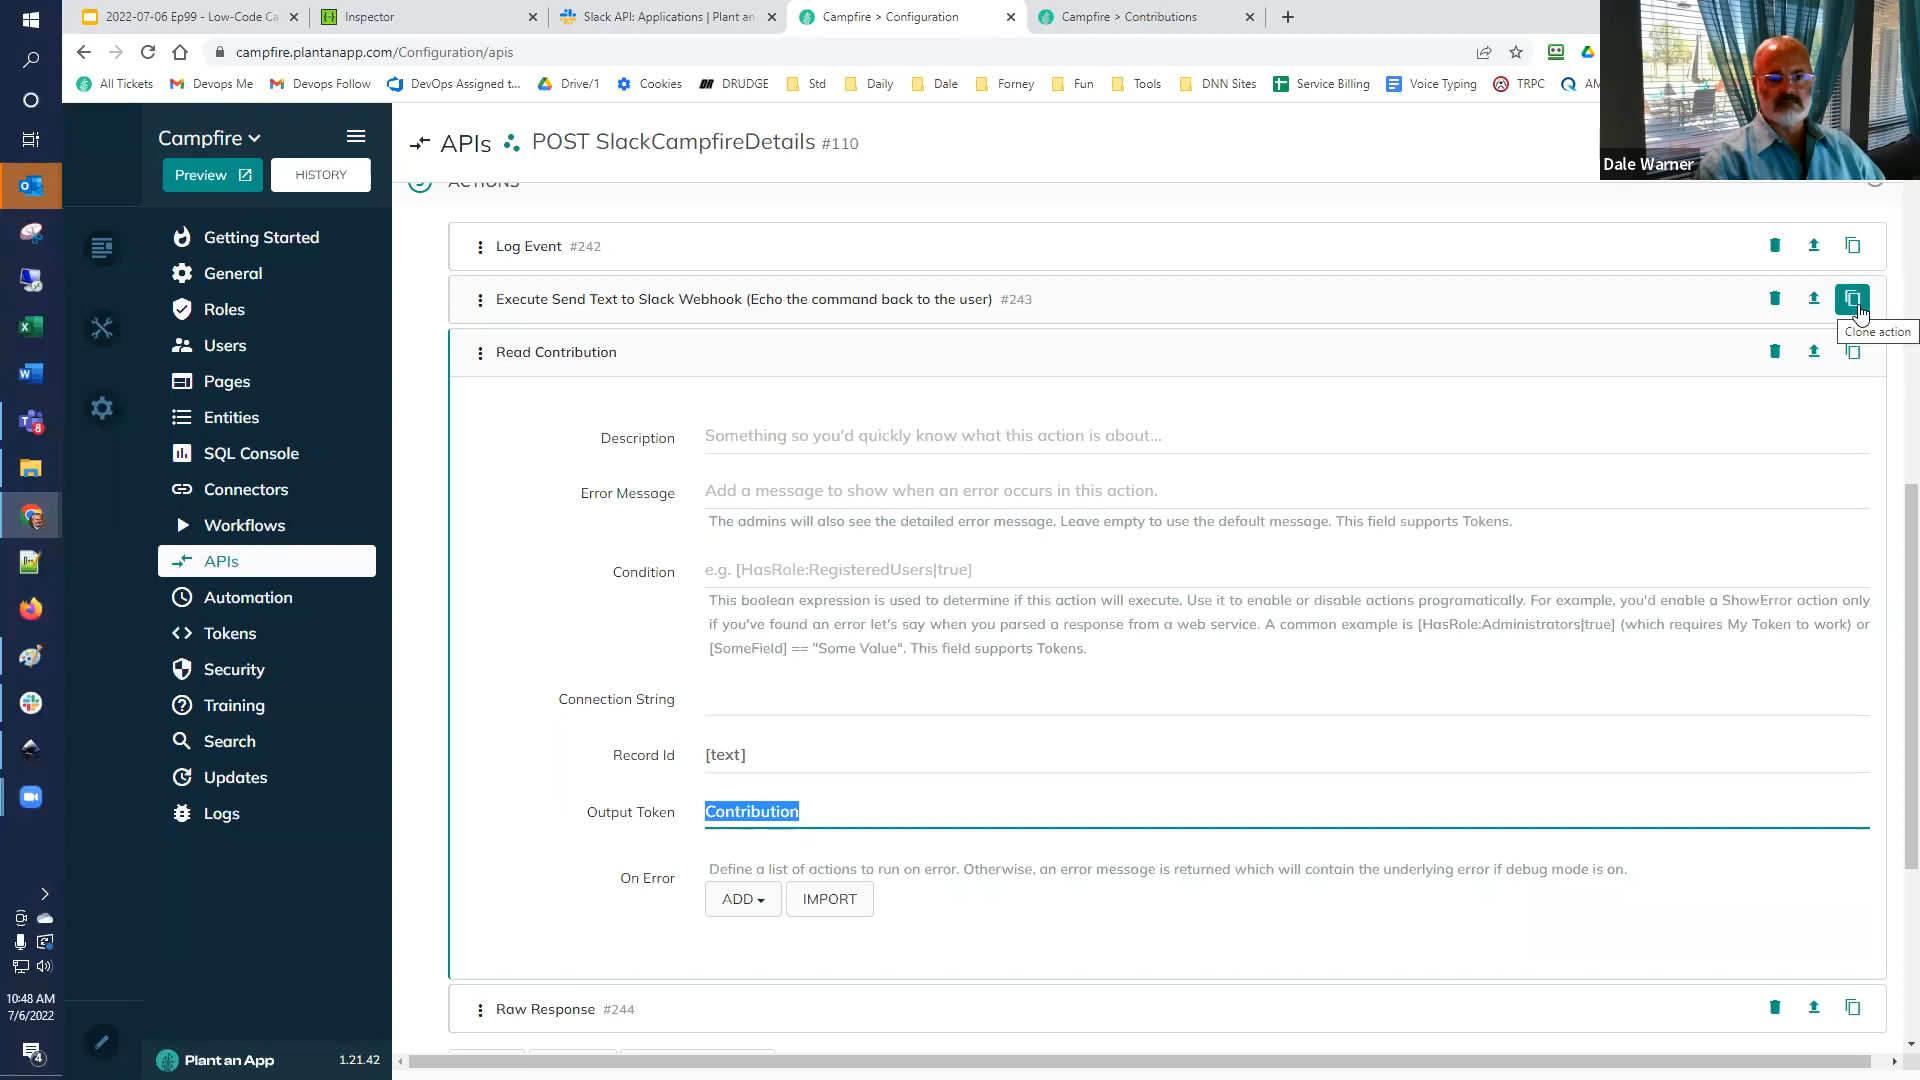 2022-07-06 Ep99 - Low-Code Ca
Inspector
Slack API: Applications | Plant an
Campfire > Configuration
Campfire > Contributions
campfire.plantanapp.com/Configuration/apis
All Tickets
Devops Me
Devops Follow
DevOps Assigned t...
Drive/1
Cookies
DRUDGE
Std
Daily
Dale
Forney
Fun
Tools
DNN Sites
Service Billing
Voice Typing
TRPC
Dale Warner
Campfire
Preview
HISTORY
APIs
POST SlackCampfireDetails #110
ACTIONS
Getting Started
General
Roles
Users
Pages
Entities
SQL Console
Connectors
Workflows
APIs
Automation
Tokens
Security
Training
Search
Updates
Logs
Plant an App
1.21.42
Log Event #242
Execute Send Text to Slack Webhook (Echo the command back to the user) #243
Clone action
Read Contribution
Description
Something so you'd quickly know what this action is about...
Error Message
Add a message to show when an error occurs in this action.
The admins will also see the detailed error message. Leave empty to use the default message. This field supports Tokens.
Condition
e.g. [HasRole:RegisteredUsers|true]
This boolean expression is used to determine if this action will execute. Use it to enable or disable actions programatically. For example, you'd enable a ShowError action only
if you've found an error let's say when you parsed a response from a web service. A common example is [HasRole:Administrators|true] (which requires My Token to work) or
[SomeField] == "Some Value". This field supports Tokens.
Connection String
Record Id
[text]
Output Token
Contribution
On Error
Define a list of actions to run on error. Otherwise, an error message is returned which will contain the underlying error if debug mode is on.
ADD
IMPORT
Raw Response #244
8
10:48 AM
7/6/2022
4